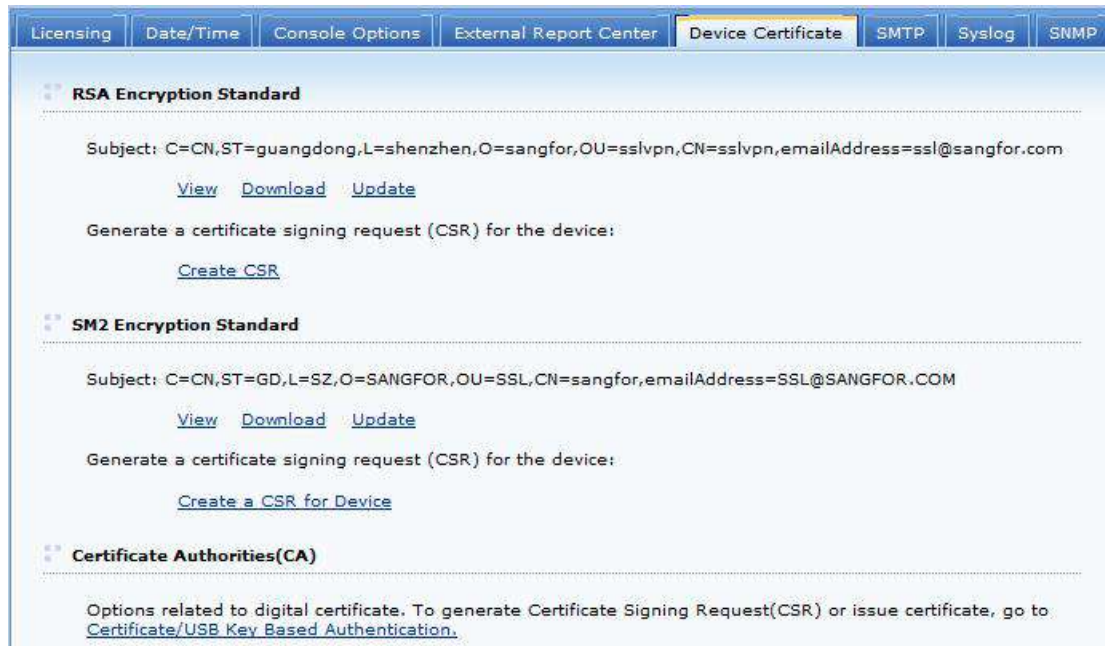 Licensing Date/Time Console Options External Report Center Device Certificate SMTP Syslog SNMP
RSA Encryption Standard
Subject: C=CN,ST=guangdong,L=shenzhen,O=sangfor,OU=sslvpn,CN=sslvpn,emailAddress=ssl@sangfor.com
View Download Update
Generate a certificate signing request (CSR) for the device:
Create CSR
SM2 Encryption Standard
Subject: C=CN,ST=GD,L=SZ,O=SANGFOR,OU=SSL,CN=sangfor,emailAddress=SSL@SANGFOR.COM
View Download Update
Generate a certificate signing request (CSR) for the device:
Create a CSR for Device
Certificate Authorities(CA)
Options related to digital certificate. To generate Certificate Signing Request(CSR) or issue certificate, go to
Certificate/USB Key Based Authentication.